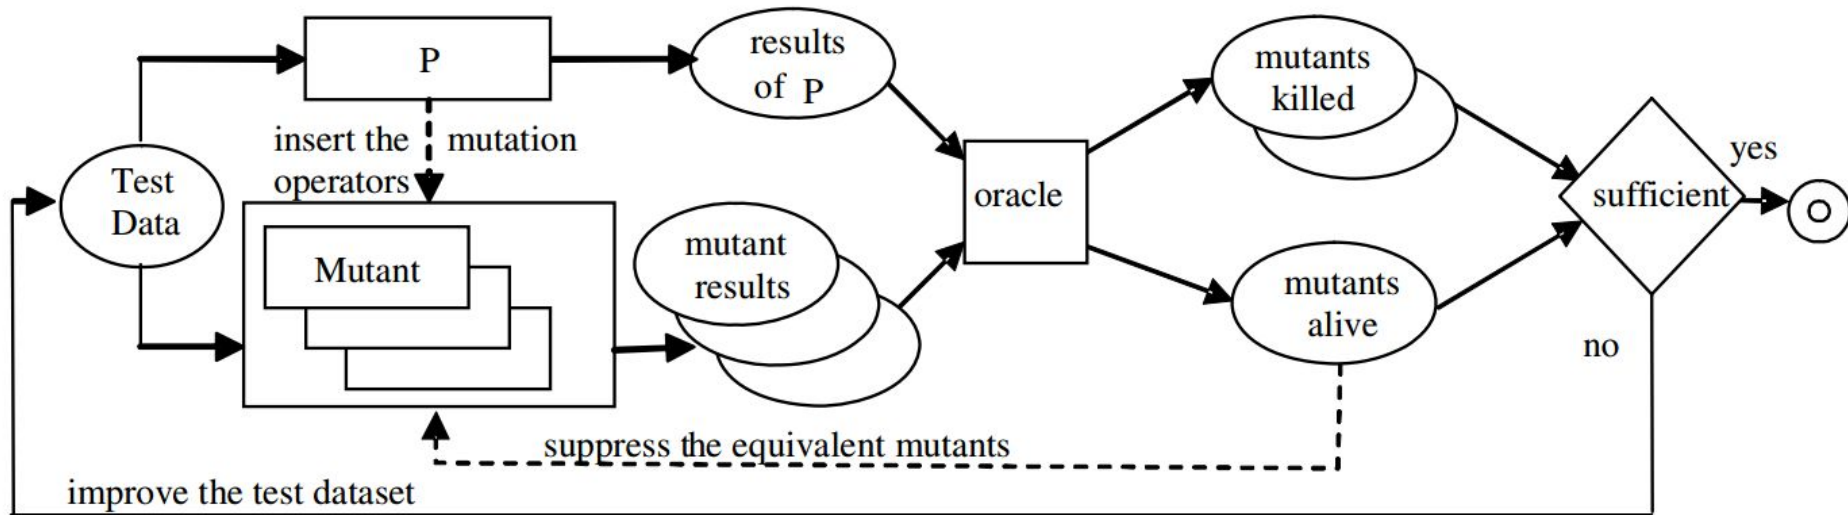 P
results
of P
mutants
killed
insert the mutation
operators
yes
Test
Data
oracle
sufficient
Mutant
mutant
results
mutants
alive
no
suppress the equivalent mutants
improve the test dataset